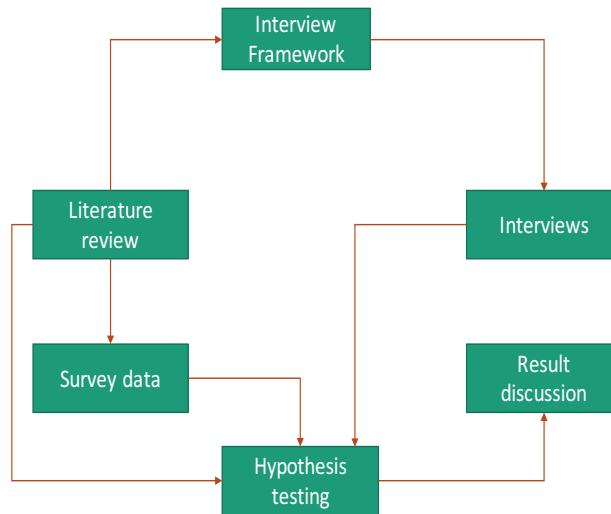 Interview
Framework
Literature
review
Interviews
Survey data
Result
discussion
Hypothesis
testing